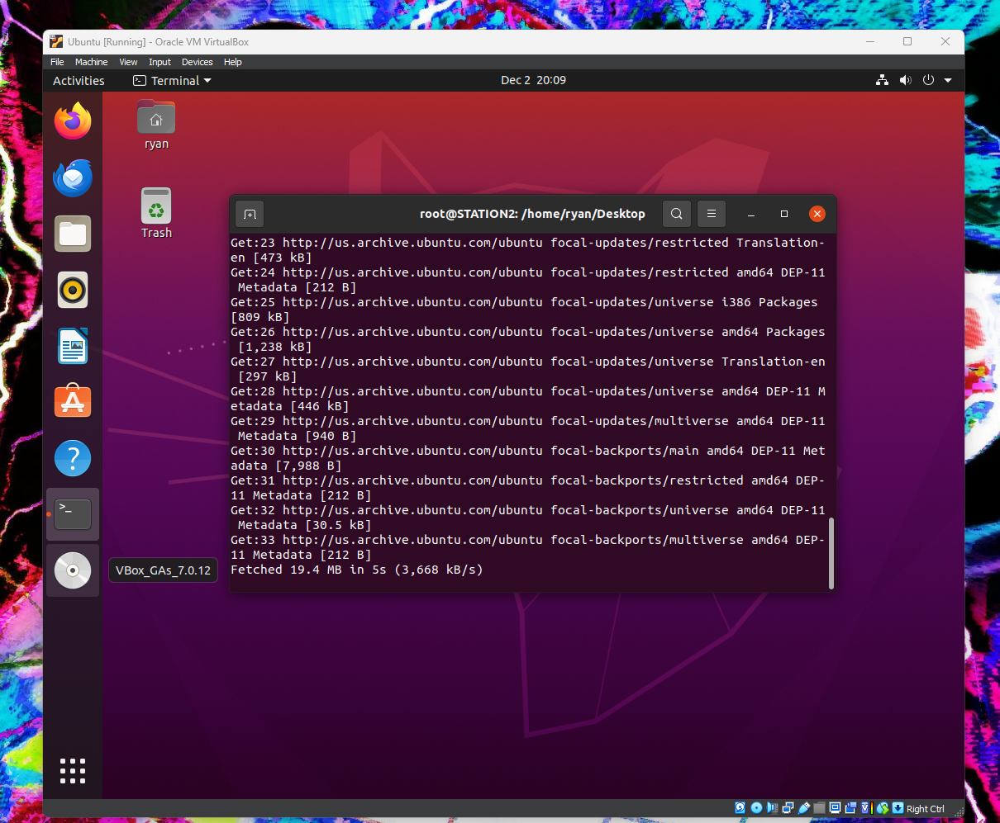 Ubuntu [Running] - Oracle VM VirtualBox
File Machine View Input Devices Help
Activities Terminal Dec 2 20:09
ryan
Trash
root@STATION2: /home/ryan/Desktop
Get:23 http://us.archive.ubuntu.com/ubuntu focal-updates/restricted Translation-
en [473 kB]
Get:24 http://us.archive.ubuntu.com/ubuntu focal-updates/restricted amd64 DEP-11
 Metadata [212 B]
Get:25 http://us.archive.ubuntu.com/ubuntu focal-updates/universe i386 Packages
[809 kB]
Get:26 http://us.archive.ubuntu.com/ubuntu focal-updates/universe amd64 Packages
 [1,238 kB]
Get:27 http://us.archive.ubuntu.com/ubuntu focal-updates/universe Translation-en
 [297 kB]
Get:28 http://us.archive.ubuntu.com/ubuntu focal-updates/universe amd64 DEP-11 M
etadata [446 kB]
Get:29 http://us.archive.ubuntu.com/ubuntu focal-updates/multiverse amd64 DEP-11
 Metadata [940 B]
Get:30 http://us.archive.ubuntu.com/ubuntu focal-backports/main amd64 DEP-11 Met
adata [7,988 B]
Get:31 http://us.archive.ubuntu.com/ubuntu focal-backports/restricted amd64 DEP-
11 Metadata [212 B]
Get:32 http://us.archive.ubuntu.com/ubuntu focal-backports/universe amd64 DEP-11
 Metadata [30.5 kB]
Get:33 http://us.archive.ubuntu.com/ubuntu focal-backports/multiverse amd64 DEP-
11 Metadata [212 B]
Fetched 19.4 MB in 5s (3,668 kB/s)
VBox_GAs_7.0.12
Right Ctrl